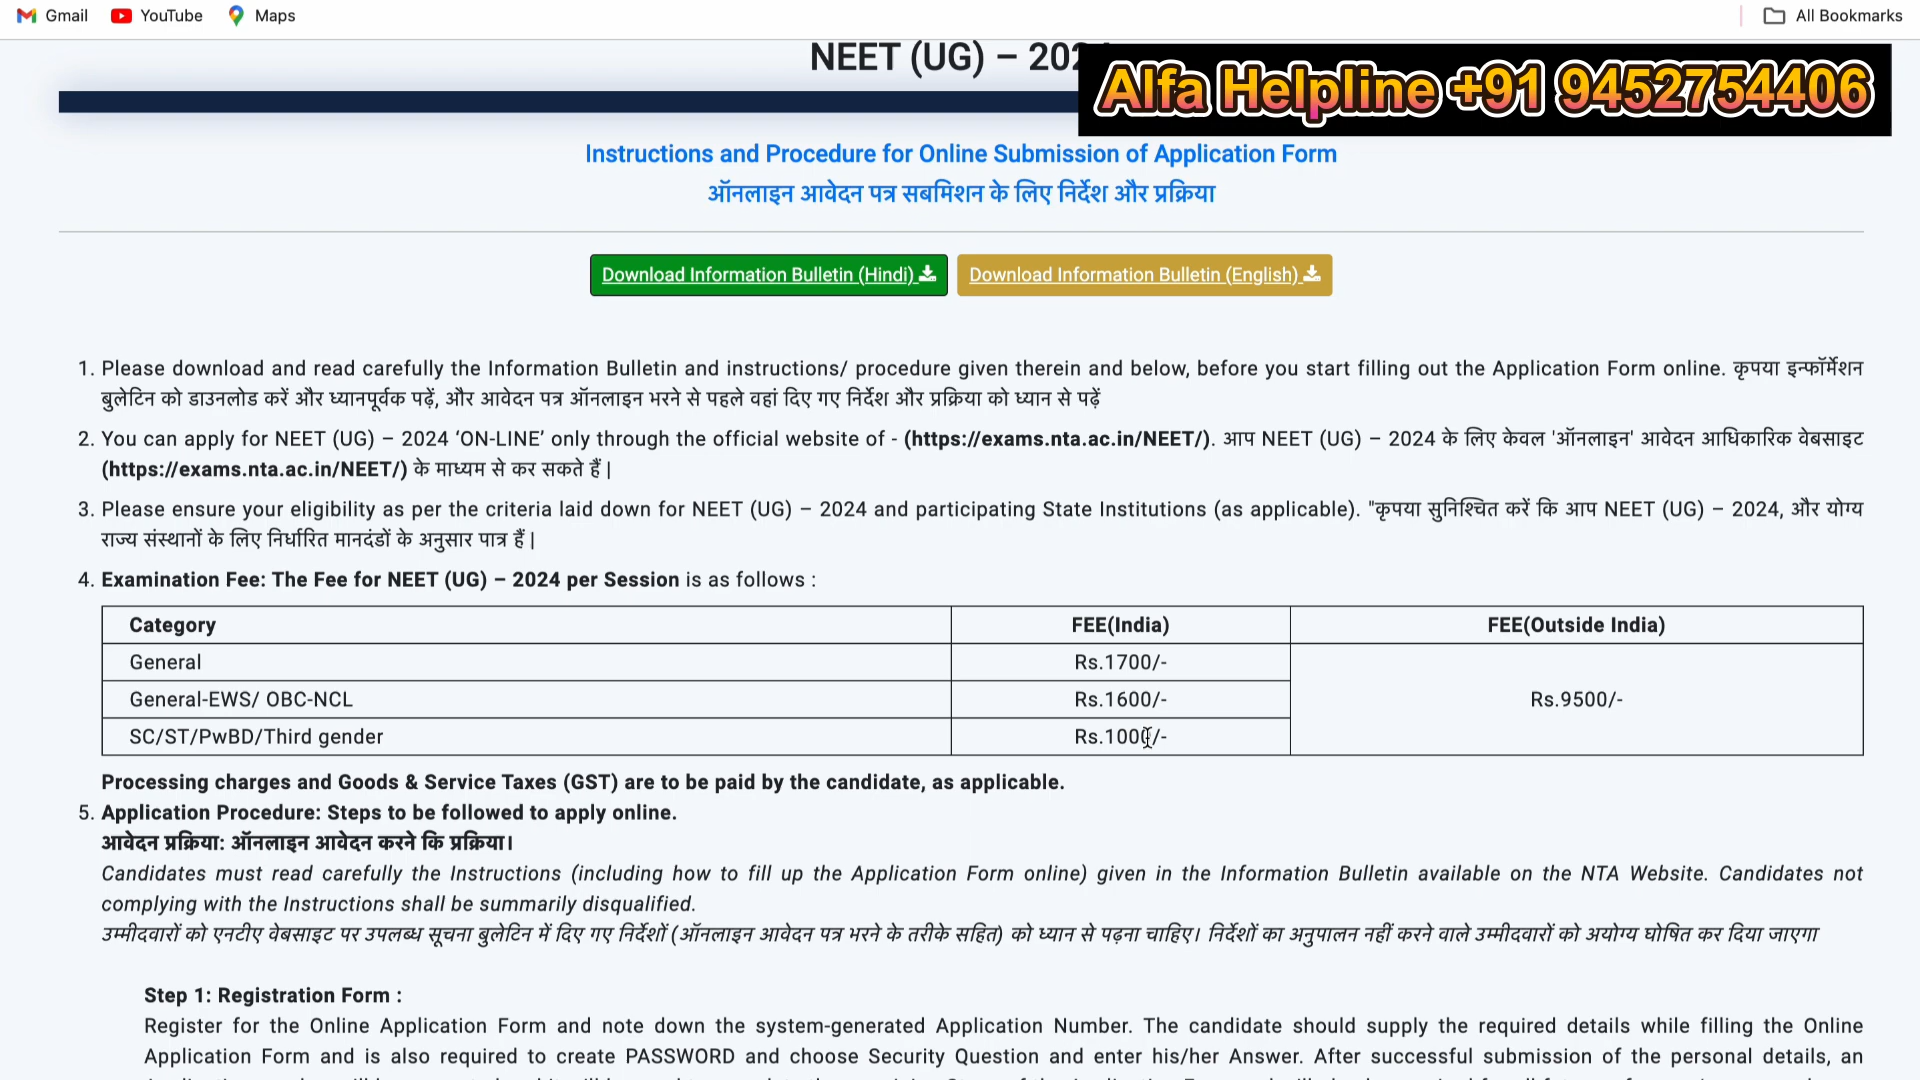 Gmail YouTube Maps All Bookmarks
NEET (UG) – 202
Alfa Helpline +91 9452754406
Instructions and Procedure for Online Submission of Application Form
ऑनलाइन आवेदन पत्र सबमिशन के लिए निर्देश और प्रक्रिया
Download Information Bulletin (Hindi) Download Information Bulletin (English)
1. Please download and read carefully the Information Bulletin and instructions/ procedure given therein and below, before you start filling out the Application Form online. कृपया इन्फॉर्मेशन
बुलेटिन को डाउनलोड करें और ध्यानपूर्वक पढ़ें, और आवेदन पत्र ऑनलाइन भरने से पहले वहां दिए गए निर्देश और प्रक्रिया को ध्यान से पढ़ें
2. You can apply for NEET (UG) – 2024 ‘ON-LINE’ only through the official website of - (https://exams.nta.ac.in/NEET/). आप NEET (UG) – 2024 के लिए केवल 'ऑनलाइन' आवेदन आधिकारिक वेबसाइट
(https://exams.nta.ac.in/NEET/) के माध्यम से कर सकते हैं |
3. Please ensure your eligibility as per the criteria laid down for NEET (UG) – 2024 and participating State Institutions (as applicable). "कृपया सुनिश्चित करें कि आप NEET (UG) – 2024, और योग्य
राज्य संस्थानों के लिए निर्धारित मानदंडों के अनुसार पात्र हैं |
4. Examination Fee: The Fee for NEET (UG) – 2024 per Session is as follows :
Category FEE(India) FEE(Outside India)
General Rs.1700/-
General-EWS/ OBC-NCL Rs.1600/- Rs.9500/-
SC/ST/PwBD/Third gender Rs.1000/-
Processing charges and Goods & Service Taxes (GST) are to be paid by the candidate, as applicable.
5. Application Procedure: Steps to be followed to apply online.
आवेदन प्रक्रिया: ऑनलाइन आवेदन करने कि प्रक्रिया।
Candidates must read carefully the Instructions (including how to fill up the Application Form online) given in the Information Bulletin available on the NTA Website. Candidates not
complying with the Instructions shall be summarily disqualified.
उम्मीदवारों को एनटीए वेबसाइट पर उपलब्ध सूचना बुलेटिन में दिए गए निर्देशों (ऑनलाइन आवेदन पत्र भरने के तरीके सहित) को ध्यान से पढ़ना चाहिए। निर्देशों का अनुपालन नहीं करने वाले उम्मीदवारों को अयोग्य घोषित कर दिया जाएगा
Step 1: Registration Form :
Register for the Online Application Form and note down the system-generated Application Number. The candidate should supply the required details while filling the Online
Application Form and is also required to create PASSWORD and choose Security Question and enter his/her Answer. After successful submission of the personal details, an